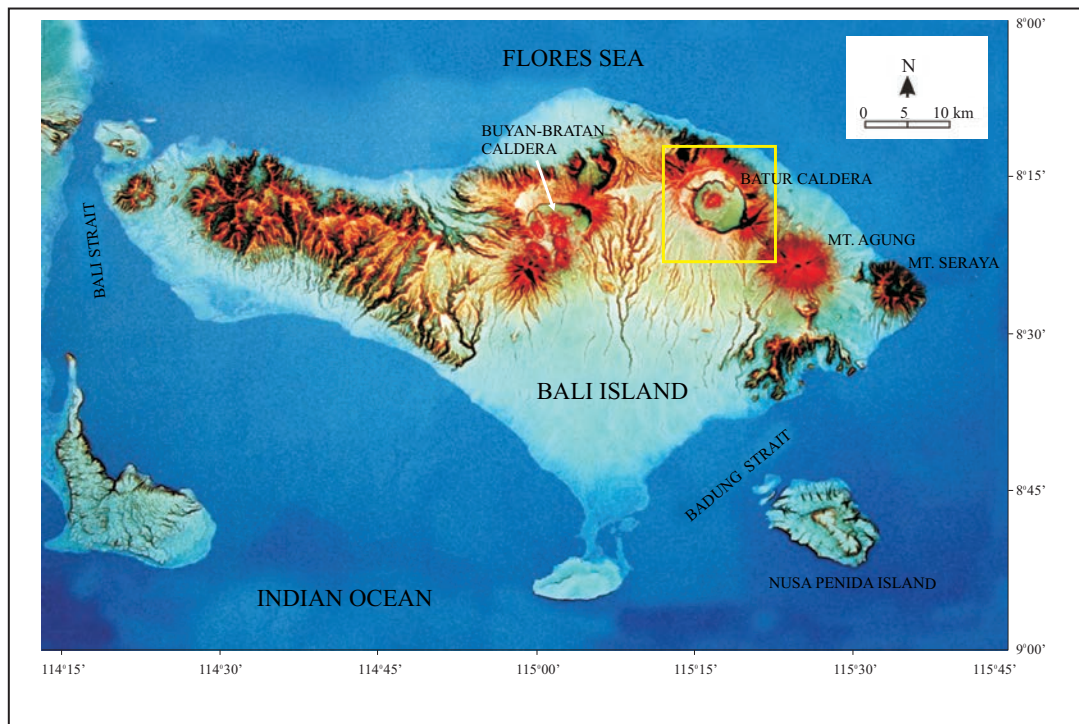 8°00'
FLORES SEA
N
0 5 10 km
BUYAN-BRATAN
CALDERA
8°15'
BATUR CALDERA
BALI STRAIT
MT. AGUNG
MT. SERAYA
8°30'
BALI ISLAND
BADUNG STRAIT
8°45'
NUSA PENIDA ISLAND
INDIAN OCEAN
9°00'
114°15' 114°30' 114°45' 115°00' 115°15' 115°30' 115°45'